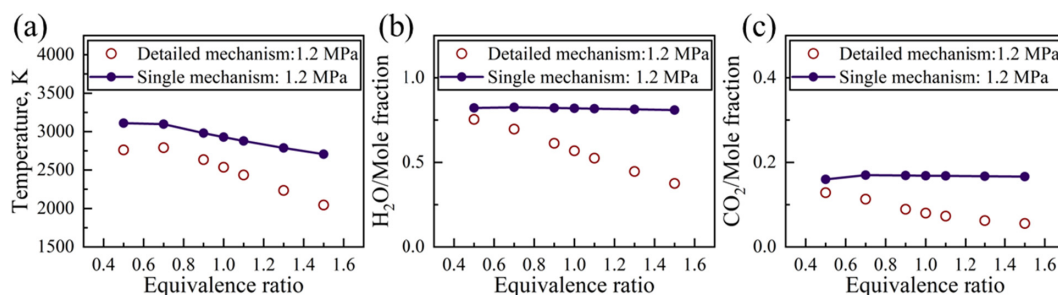 (a)
Detailed mechanism:1.2 MPa
Single mechanism: 1.2 MPa
Temperature, K
4000
3500
3000
2500
2000
1500
0.4 0.6 0.8 1.0 1.2 1.4 1.6
Equivalence ratio
(b)
Detailed mechanism:1.2 MPa
Single mechanism: 1.2 MPa
H₂O/Mole fraction
1.0
0.5
0.0
0.4 0.6 0.8 1.0 1.2 1.4 1.6
Equivalence ratio
(c)
Detailed mechanism:1.2 MPa
Single mechanism: 1.2 MPa
CO₂/Mole fraction
0.4
0.2
0.0
0.4 0.6 0.8 1.0 1.2 1.4 1.6
Equivalence ratio